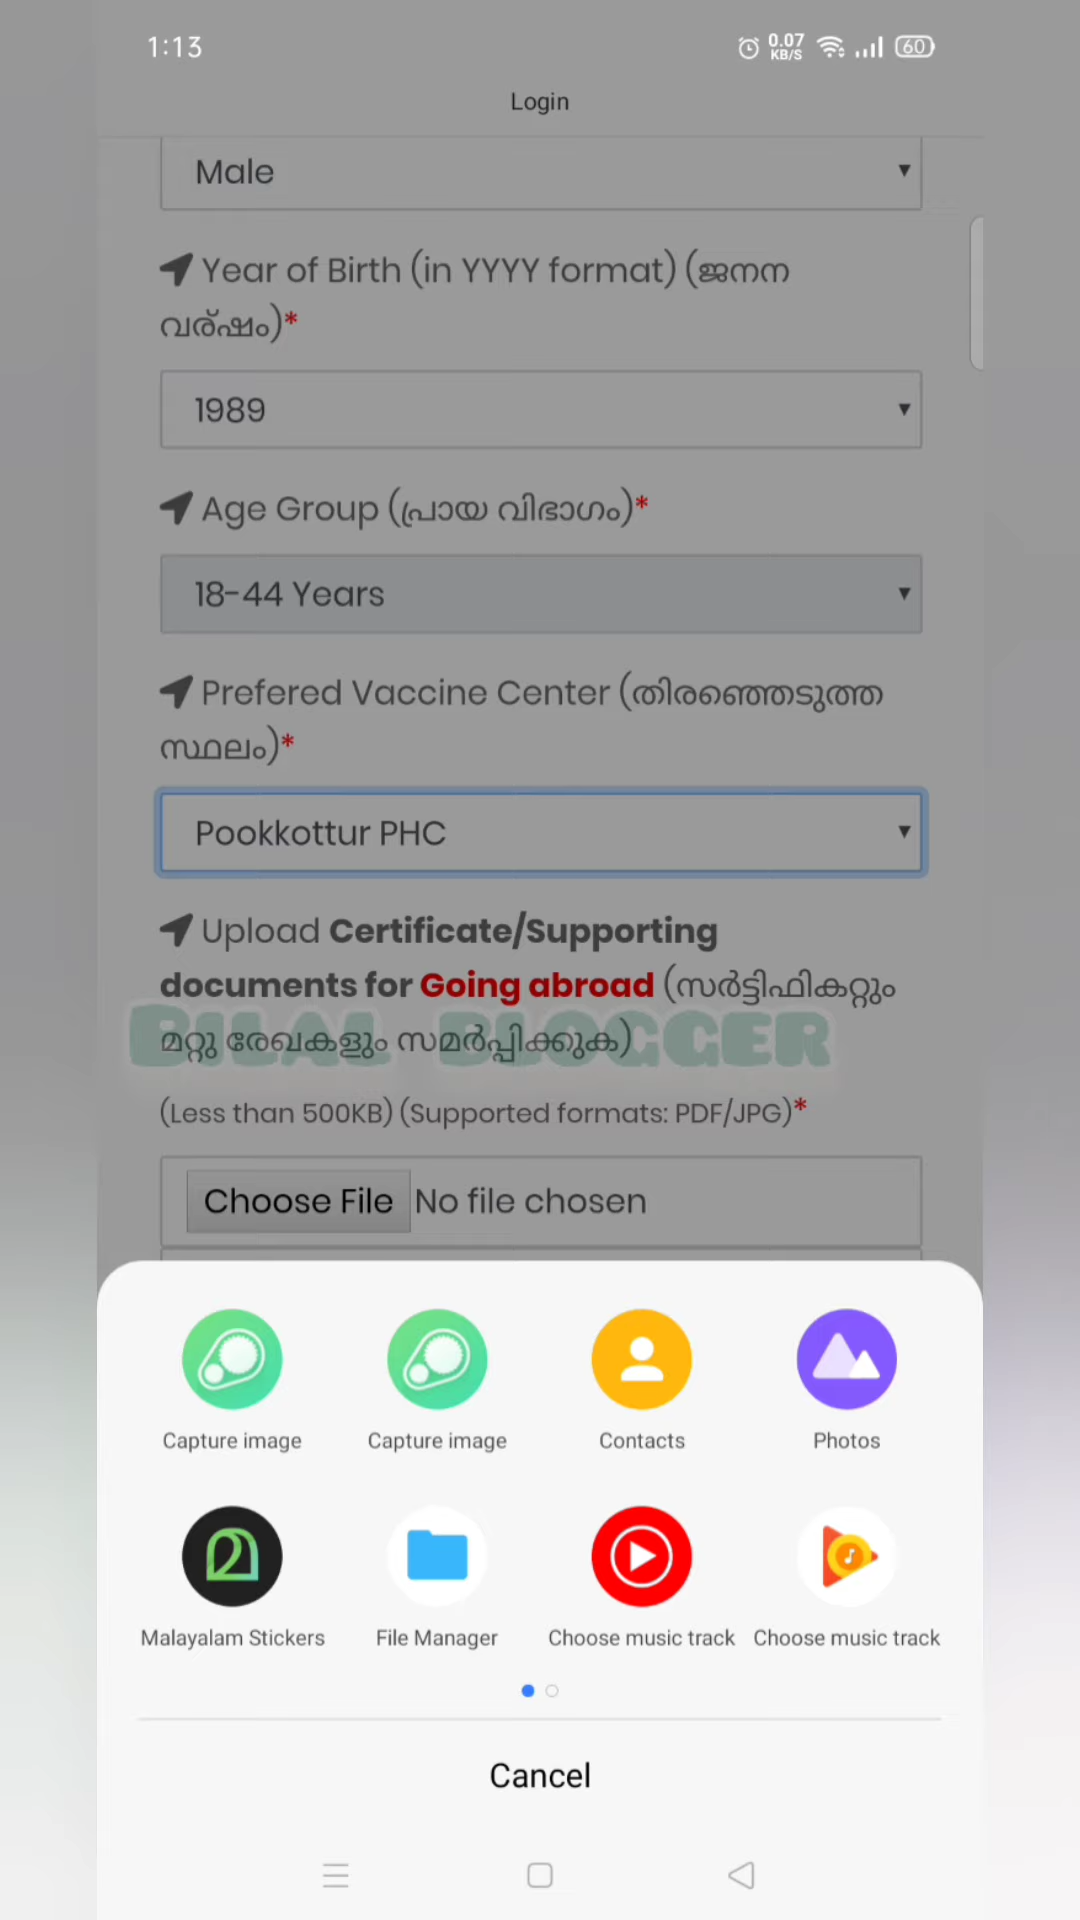 1:13
0.07
KB/S
60
Login
Male
Year of Birth (in YYYY format) (ജനന
വര്ഷം)*
1989
Age Group (പ്രായ വിഭാഗം)*
18-44 Years
Prefered Vaccine Center (തിരഞ്ഞെടുത്ത
സ്ഥലം)*
Pookkottur PHC
Upload Certificate/Supporting
documents for Going abroad (സർട്ടിഫികറ്റും
മറ്റു രേഖകളും സമർപ്പിക്കുക)
BILAL BLOGGER
(Less than 500KB) (Supported formats: PDF/JPG)*
Choose File No file chosen
Capture image Capture image Contacts Photos
Malayalam Stickers File Manager Choose music track Choose music track
Cancel